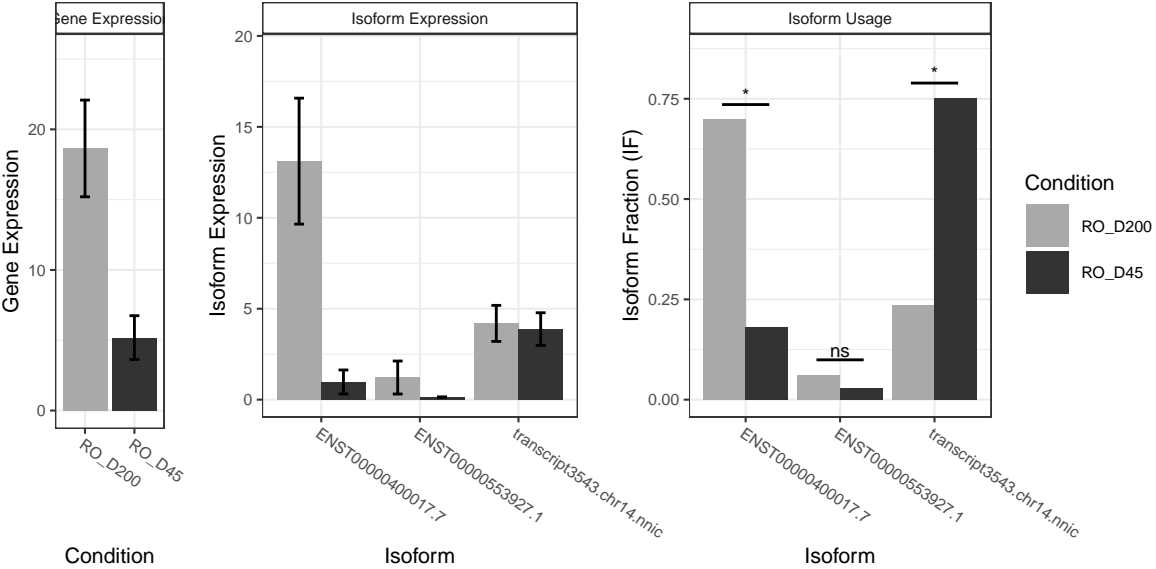 Gene Expression
Gene Expression
20
10
0
RO_D200
RO_D45
Condition
Isoform Expression
Isoform Expression
20
15
10
5
0
ENST00000400017.7
ENST00000553927.1
transcript3543.chr14.nnic
Isoform
Isoform Usage
Isoform Fraction (IF)
0.75
0.50
0.25
0.00
*
ns
*
ENST00000400017.7
ENST00000553927.1
transcript3543.chr14.nnic
Isoform
Condition
RO_D200
RO_D45